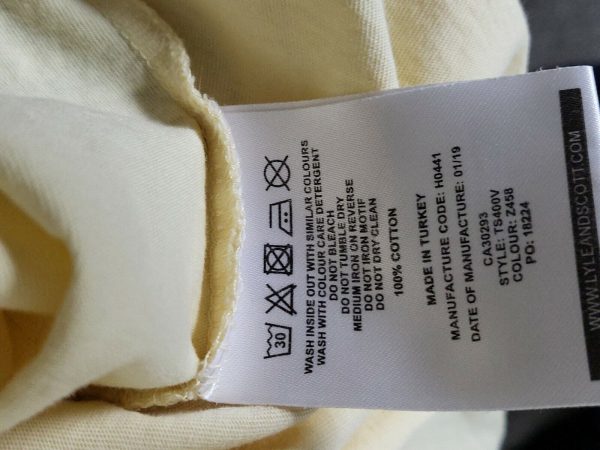 30
WASH INSIDE OUT WITH SIMILAR COLOURS
WASH WITH COLOUR CARE DETERGENT
DO NOT BLEACH
DO NOT TUMBLE DRY
MEDIUM IRON ON REVERSE
DO NOT IRON MOTIF
DO NOT DRY CLEAN
100% COTTON
MADE IN TURKEY
MANUFACTURE CODE: H0441
DATE OF MANUFACTURE: 01/19
CA30293
STYLE: TS400V
COLOUR: Z458
PO: 18224
WWW.LYLEANDSCOTT.COM